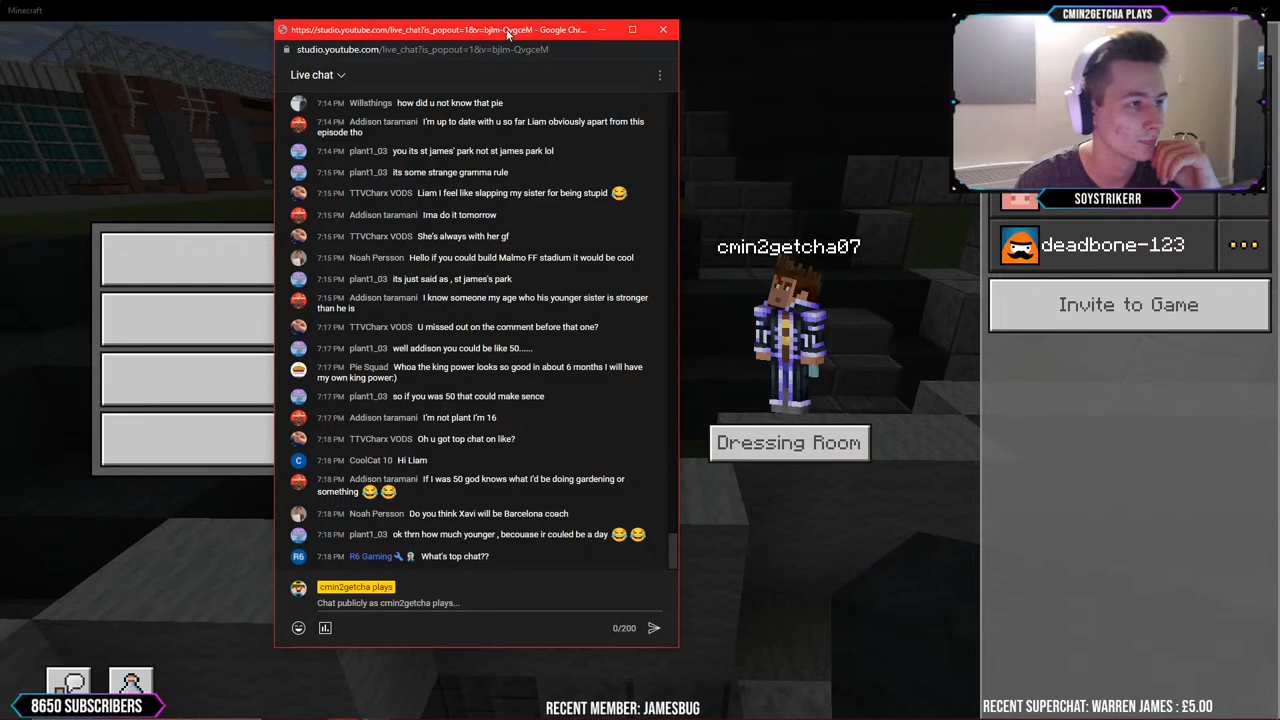 Minecraft
https://studio.youtube.com/live_chat?is_popout=1&v=bjlm-QvgceM - Google Chr...
studio.youtube.com/live_chat?is_popout=1&v=bjlm-QvgceM
Live chat
7:14 PM Willsthings how did u not know that pie
7:14 PM Addison taramani I'm up to date with u so far Liam obviously apart from this
episode tho
7:14 PM plant1_03 you its st james' park not st james park lol
7:15 PM plant1_03 its some strange gramma rule
7:15 PM TTVCharx VODS Liam I feel like slapping my sister for being stupid 😂
7:15 PM Addison taramani Ima do it tomorrow
7:15 PM TTVCharx VODS She's always with her gf
7:15 PM Noah Persson Hello if you could build Malmo FF stadium it would be cool
7:15 PM plant1_03 its just said as , st james's park
7:15 PM Addison taramani I know someone my age who his younger sister is stronger
than he is
7:17 PM TTVCharx VODS U missed out on the comment before that one?
7:17 PM plant1_03 well addison you could be like 50......
7:17 PM Pie Squad Whoa the king power looks so good in about 6 months I will have
my own king power:)
7:17 PM plant1_03 so if you was 50 that could make sence
7:18 PM Addison taramani I'm not plant I'm 16
7:18 PM TTVCharx VODS Oh u got top chat on like?
C 7:18 PM CoolCat 10 Hi Liam
7:18 PM Addison taramani If I was 50 god knows what I'd be doing gardening or
something 😂 😂
7:18 PM Noah Persson Do you think Xavi will be Barcelona coach
7:18 PM plant1_03 ok thrn how much younger , becouase ir couled be a day 😂 😂
R6 7:18 PM R6 Gaming What's top chat??
cmin2getcha plays
Chat publicly as cmin2getcha plays...
0/200
cmin2getcha07
Dressing Room
CMIN2GETCHA PLAYS
SOYSTRIKERR
deadbone-123
Invite to Game
8650 SUBSCRIBERS
RECENT MEMBER: JAMESBUG
RECENT SUPERCHAT: WARREN JAMES : £5.00